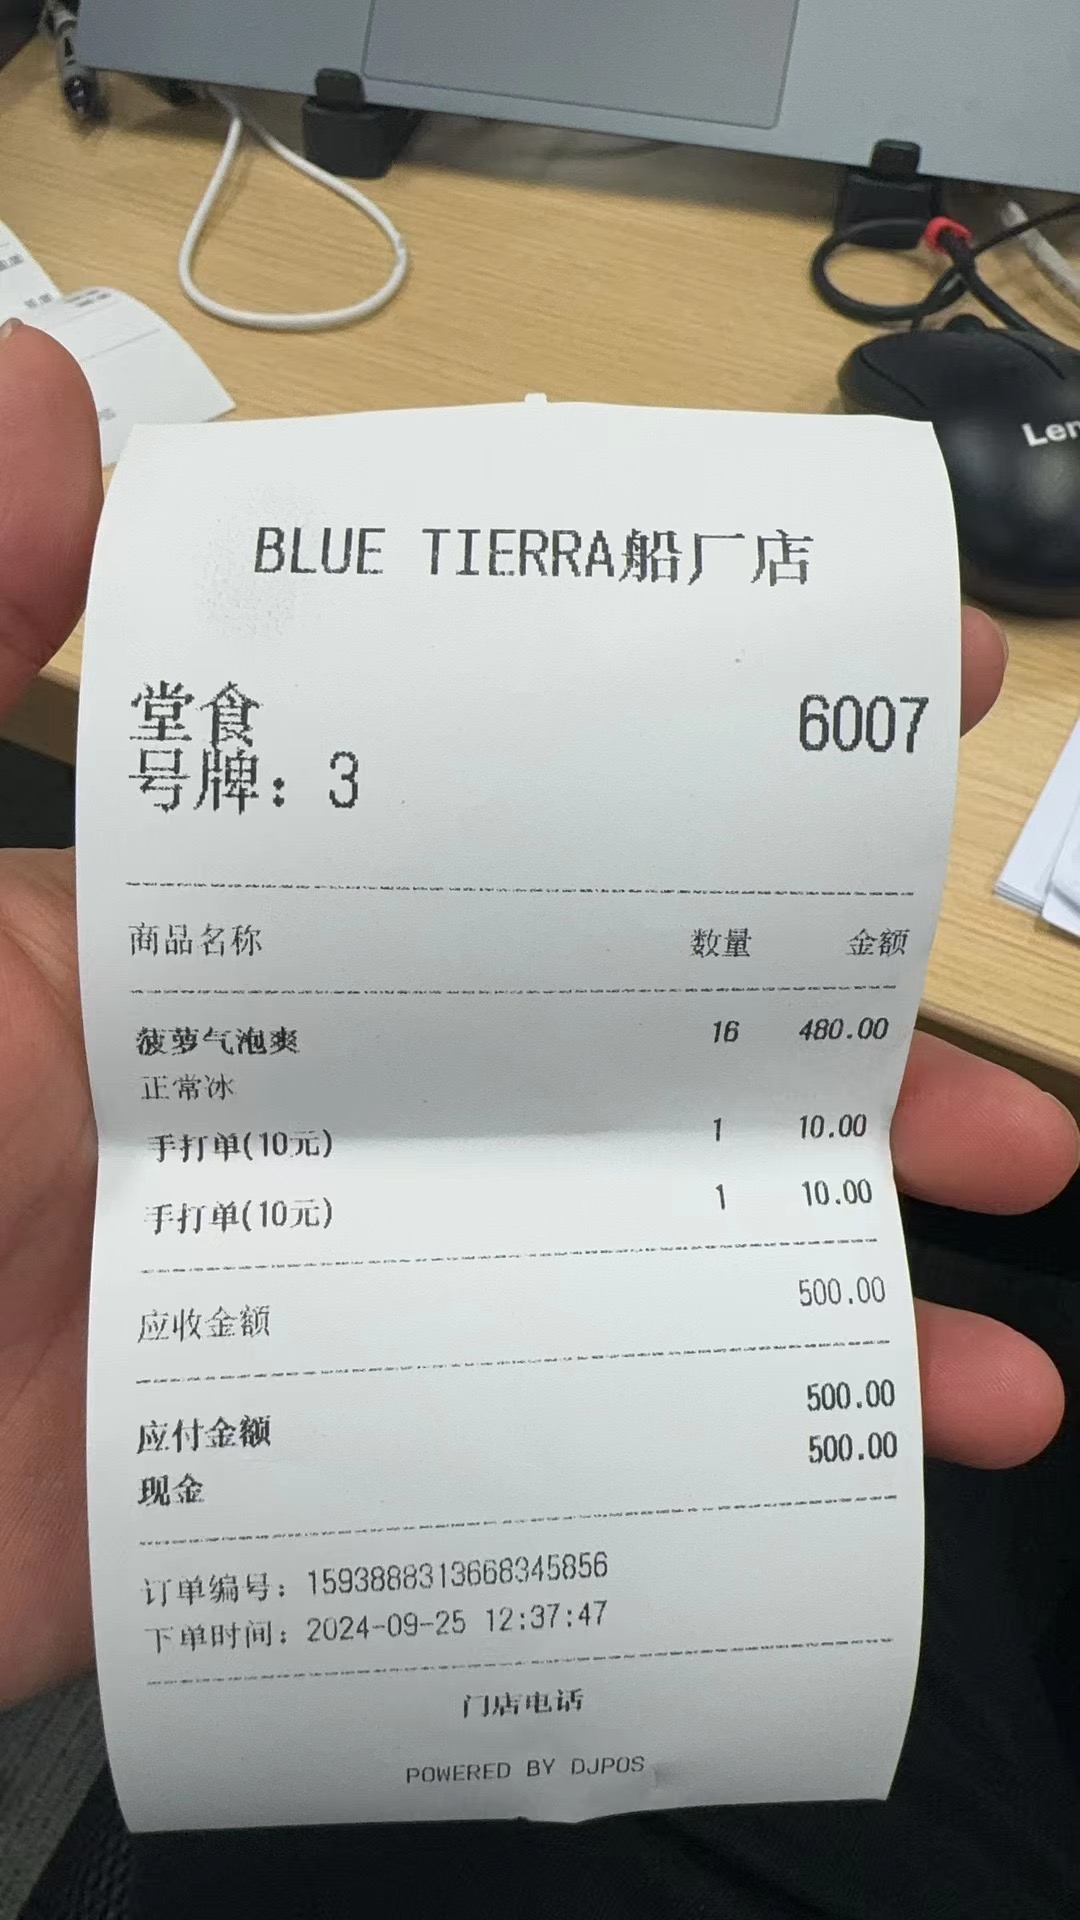 Len
BLUE TIERRA船厂店
堂食 6007
号牌：3
商品名称 数量 金额
菠萝气泡爽 16 480.00
正常冰
手打单(10元) 1 10.00
手打单(10元) 1 10.00
应收金额 500.00
应付金额 500.00
现金 500.00
订单编号：1593888313668345856
下单时间：2024-09-25 12:37:47
门店电话
POWERED BY DJPOS